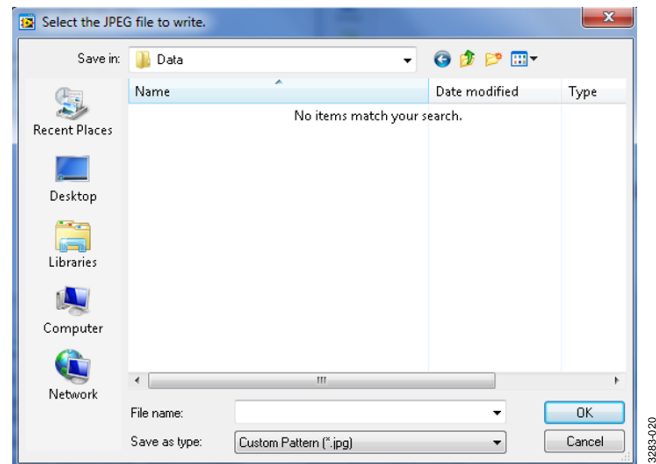 Select the JPEG file to write.
Save in: Data
Name Date modified Type
No items match your search.
Recent Places
Desktop
Libraries
Computer
Network
File name: OK
Save as type: Custom Pattern (*.jpg) Cancel
3283-020